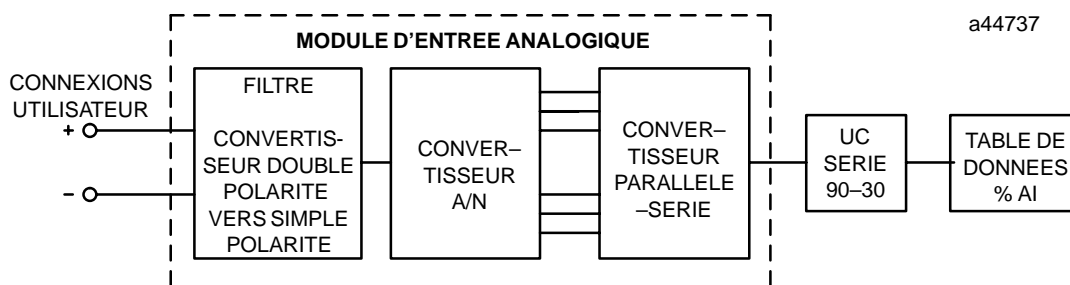 a44737
MODULE D'ENTREE ANALOGIQUE
CONNEXIONS
UTILISATEUR
+
–
FILTRE
CONVERTIS-
SEUR DOUBLE
POLARITE
VERS SIMPLE
POLARITE
CONVER–
TISSEUR
A/N
CONVER–
TISSEUR
PARALLELE
–SERIE
UC
SERIE
90–30
TABLE DE
DONNEES
% AI